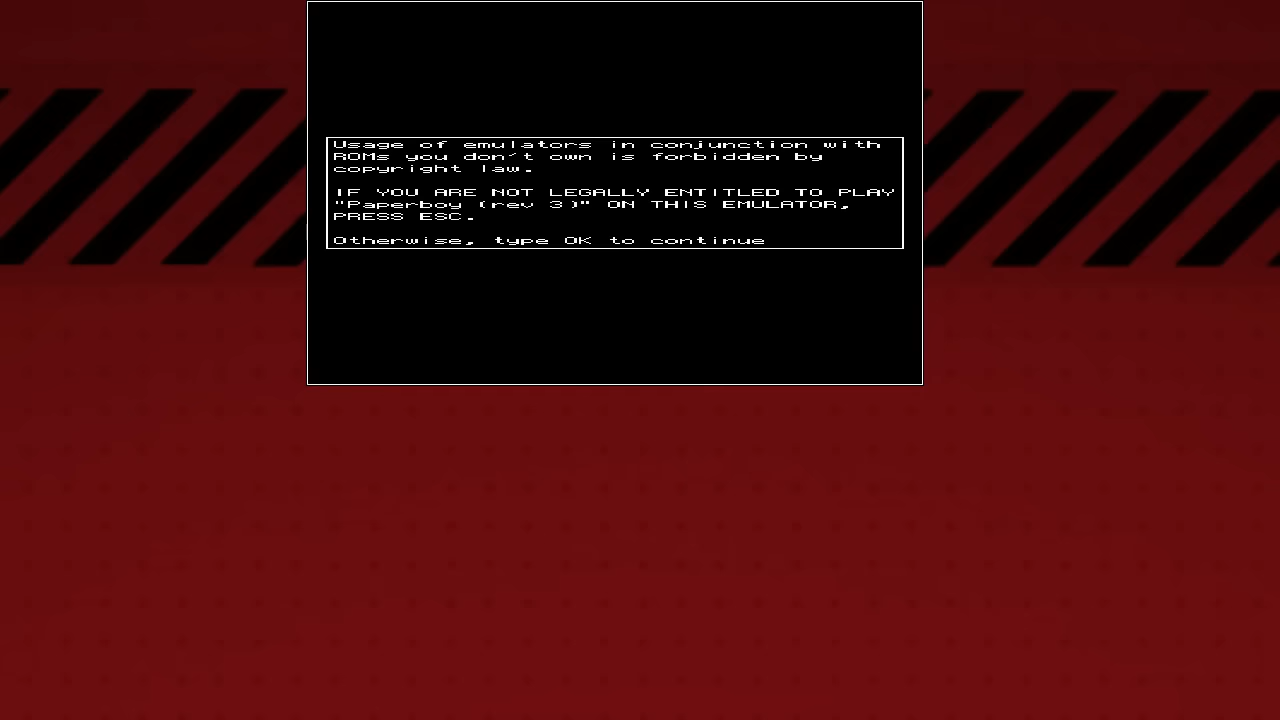 Usage of emulators in conjunction with
ROMs you don't own is forbidden by
copyright law.
IF YOU ARE NOT LEGALLY ENTITLED TO PLAY
"Paperboy (rev 3)" ON THIS EMULATOR,
PRESS ESC.
Otherwise, type OK to continue